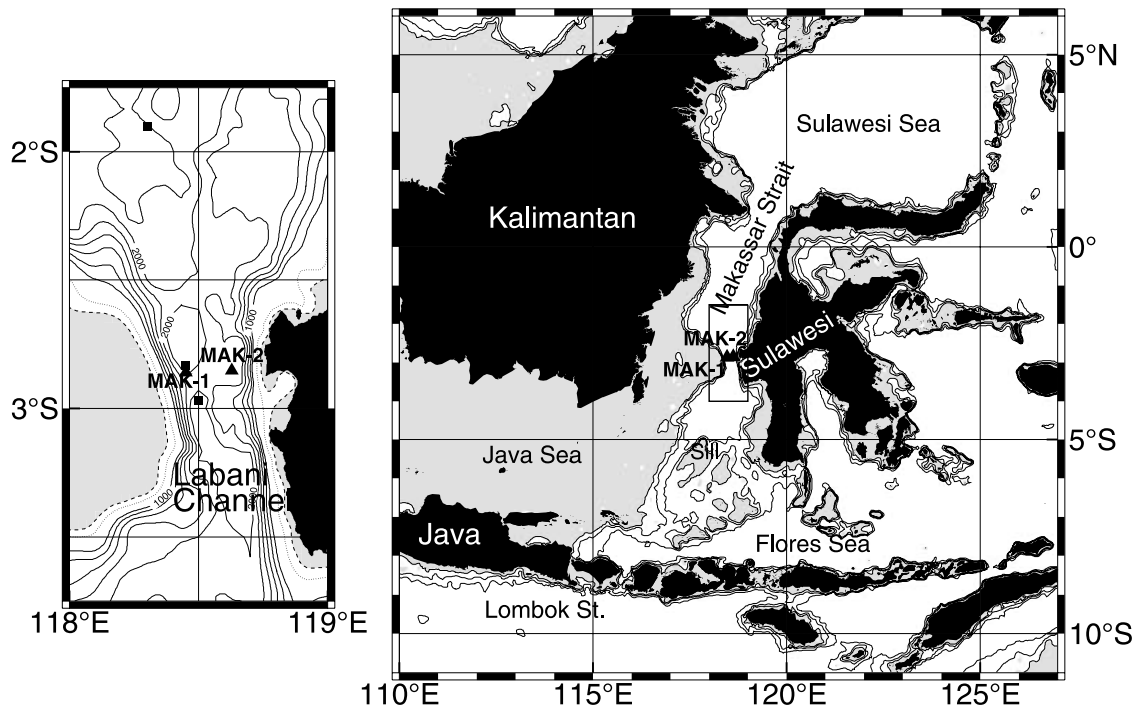 2°S
3°S
118°E
119°E
2000
1000
2000
1000
1000
MAK-2
MAK-1
Labani
Channel
5°N
0°
5°S
10°S
110°E
115°E
120°E
125°E
Sulawesi Sea
Kalimantan
Makassar Strait
MAK-2
MAK-1
Sulawesi
Java Sea
Sill
Java
Flores Sea
Lombok St.